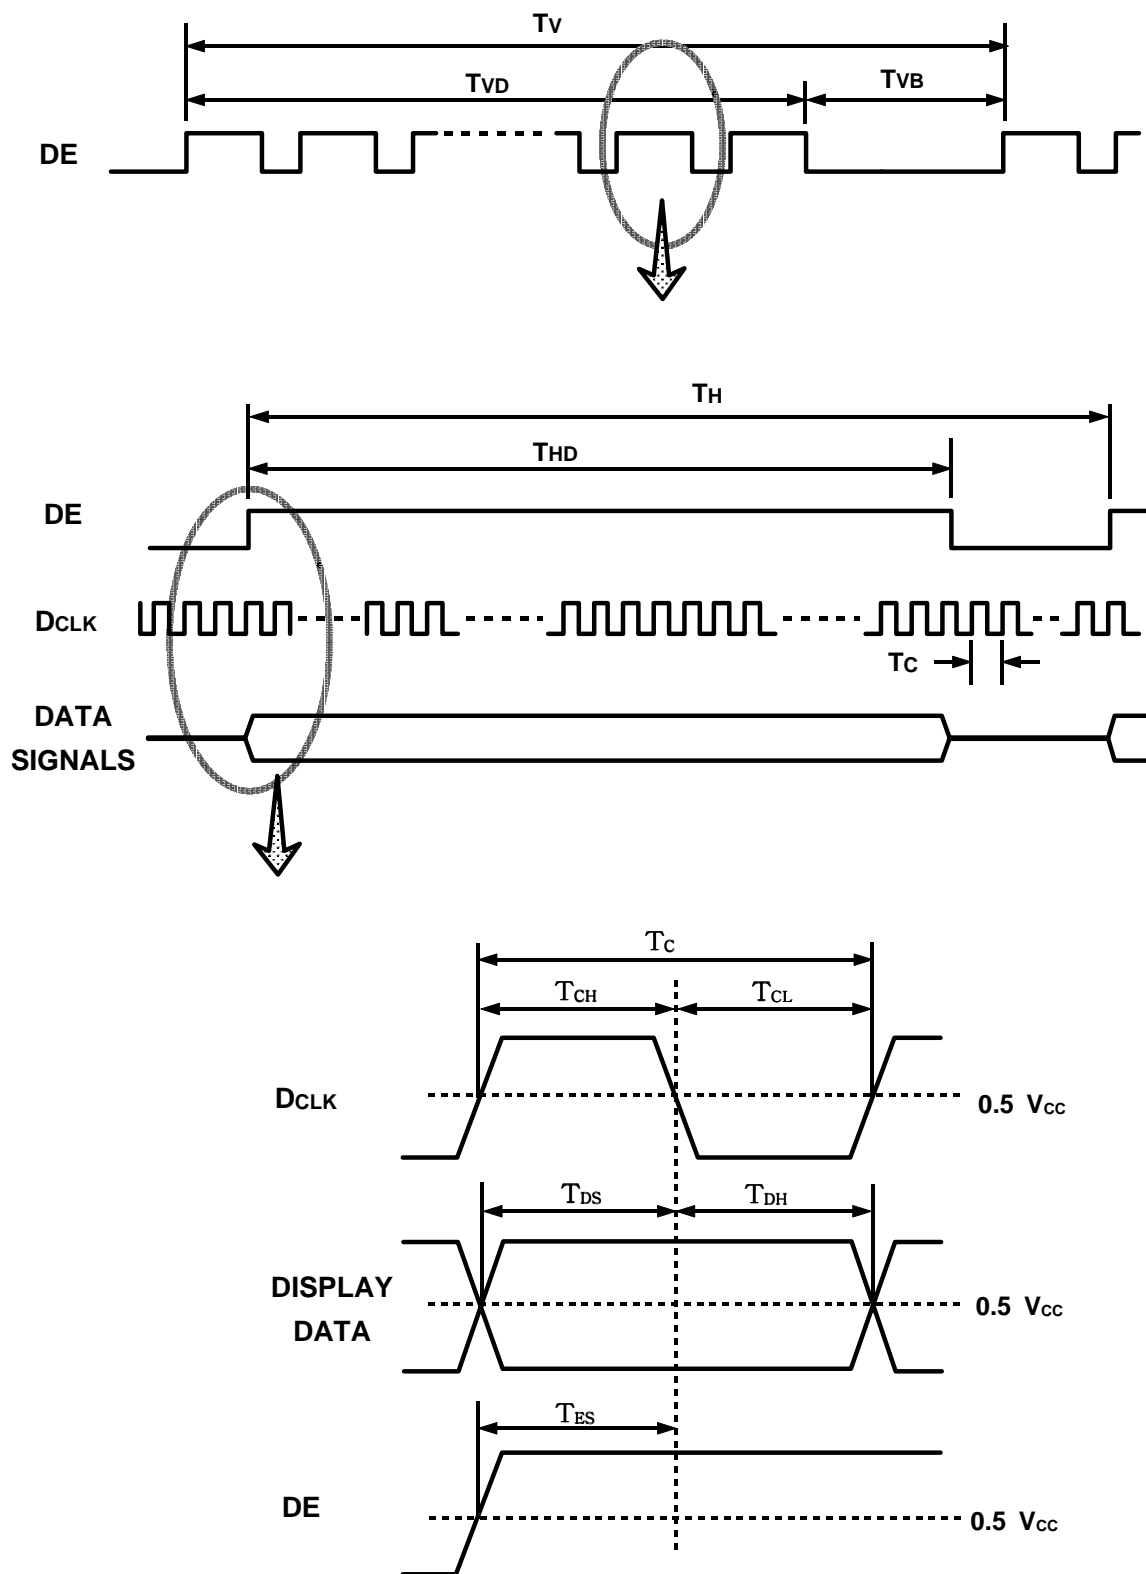 TV
TVD
TVB
DE
TH
THD
DE
DCLK
TC
DATA
SIGNALS
TC
TCH
TCL
DCLK
0.5 VCC
TDS
TDH
DISPLAY
DATA
0.5 VCC
TES
DE
0.5 VCC